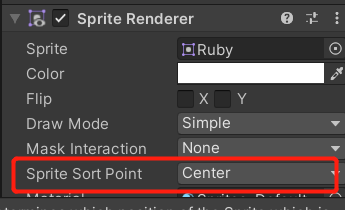 Sprite Renderer
Sprite Ruby
Color
Flip X Y
Draw Mode Simple
Mask Interaction None
Sprite Sort Point Center